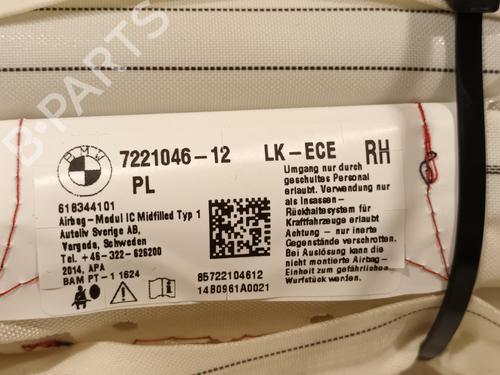 BMW
7221046-12
LK-ECE
RH
PL
618344101
Airbag-Modul IC Midfilled Typ 1
Autoliv Sverige AB
Vargada, Schweden
Tel. +46-322-626200
2014, APA
BAM PT-1 1624
Umgang nur durch
geschultes Personal
erlaubt. Verwendung nur
als Insassen-
Rückhaltesystem für
Kraftfahrzeuge erlaubt
Achtung - nur inerte
Gegenstände verschrotten.
Bei Auslösung kann die
nicht montierte Airbag-
Einheit zum gefährlichen
Wurfstück werden.
85722104612
14B0961A0021
B-PARTS